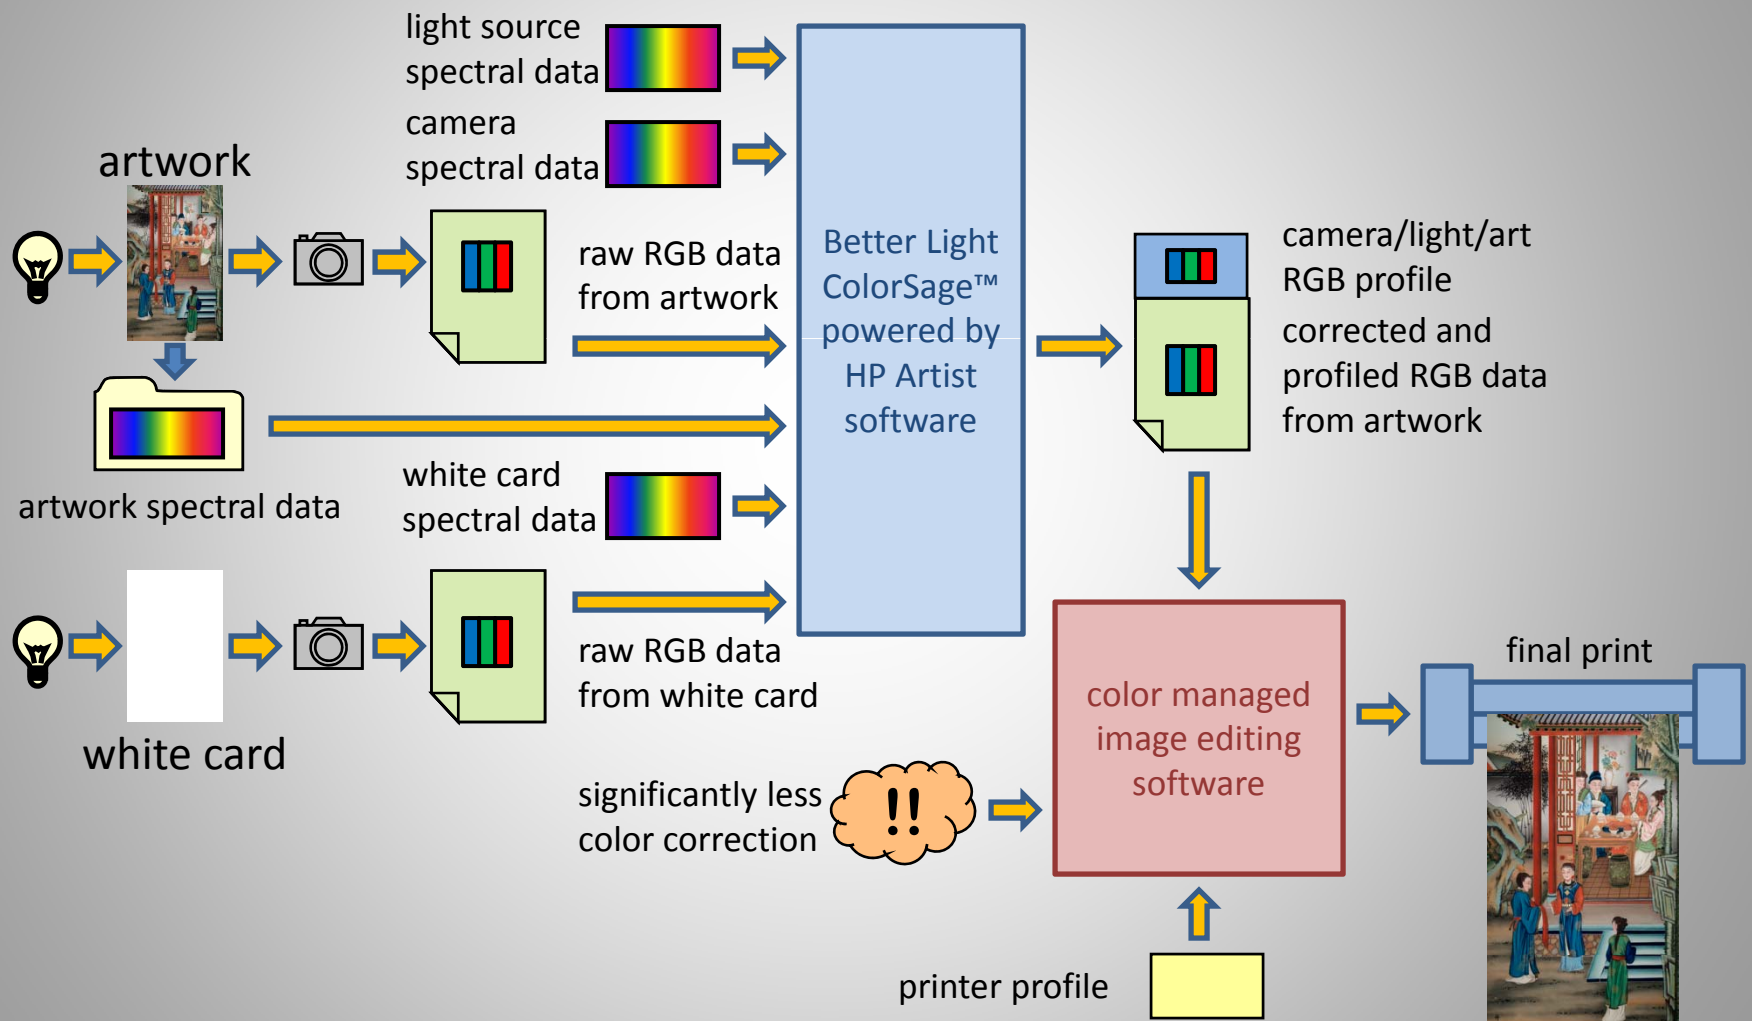 light source
spectral data
camera
spectral data
artwork
raw RGB data
from artwork
artwork spectral data
white card
spectral data
raw RGB data
from white card
white card
Better Light
ColorSage™
powered by
HP Artist
software
camera/light/art
RGB profile
corrected and
profiled RGB data
from artwork
significantly less
color correction
!!
color managed
image editing
software
printer profile
final print